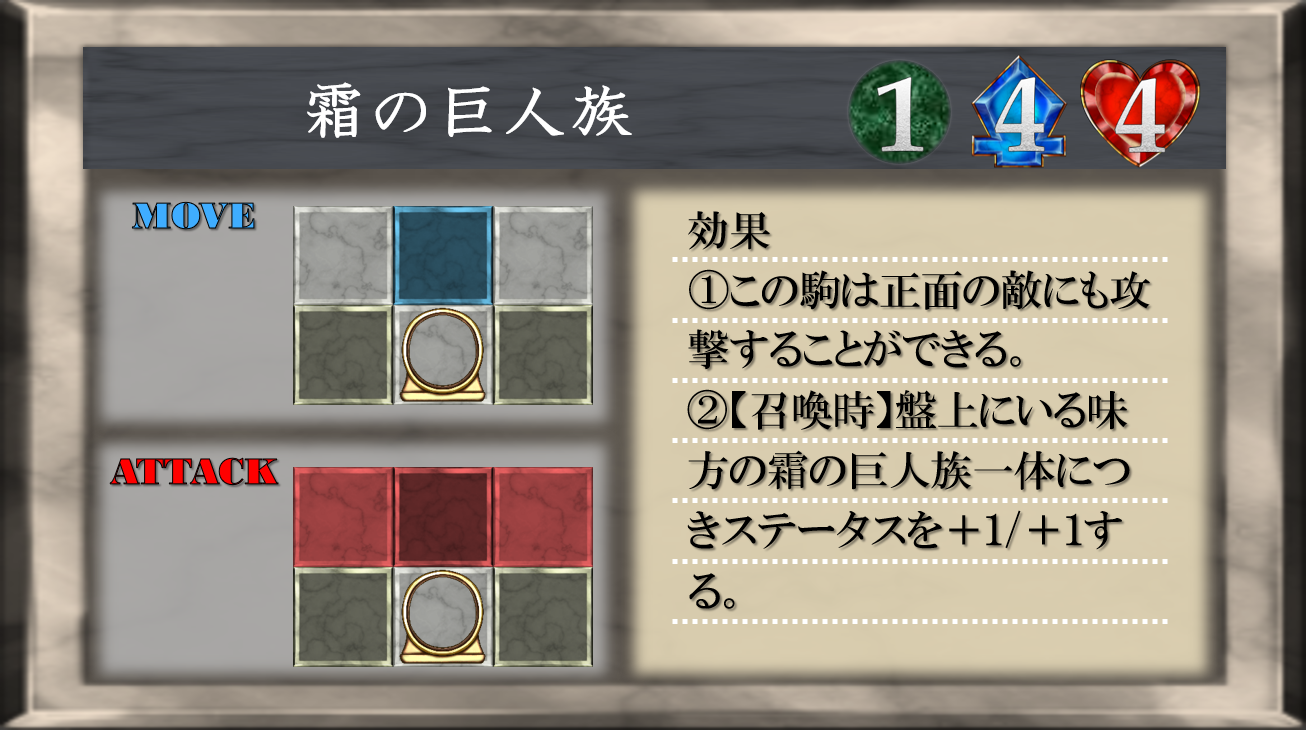 霜の巨人族
1 4 4
MOVE
ATTACK
効果
①この駒は正面の敵にも攻
撃することができる。
②【召喚時】盤上にいる味
方の霜の巨人族一体につ
きステータスを＋1/＋1す
る。